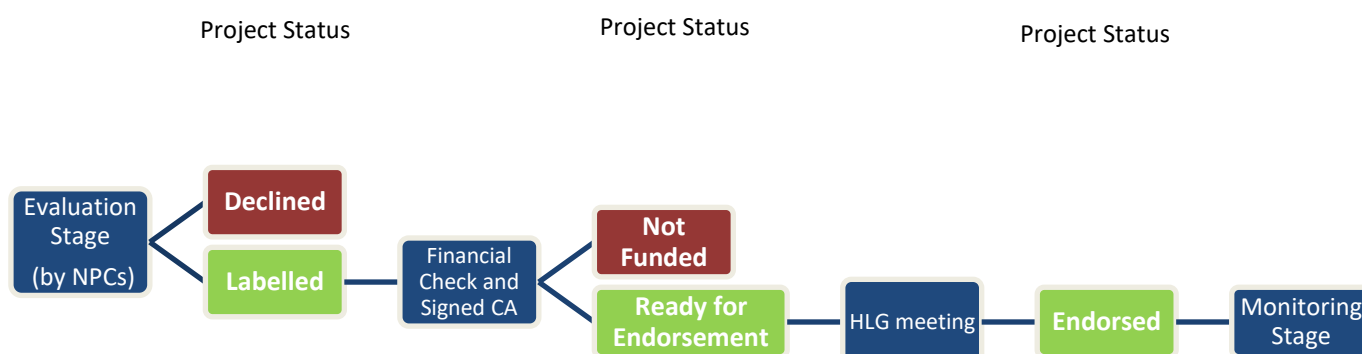 Project Status
Project Status
Project Status
Evaluation
Stage
(by NPCs)
Declined
Labelled
Financial
Check and
Signed CA
Not
Funded
Ready for
Endorsement
HLG meeting
Endorsed
Monitoring
Stage